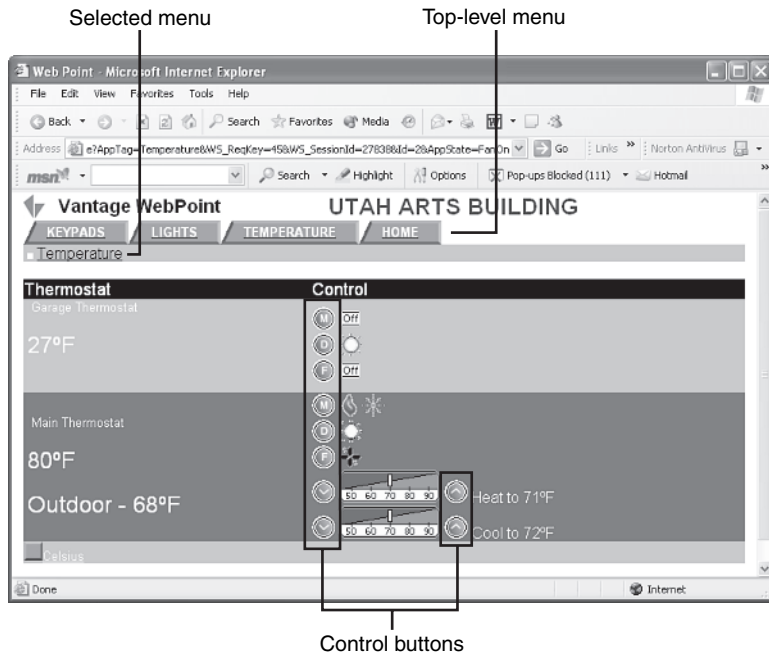 Selected menu
Top-level menu
Web Point - Microsoft Internet Explorer
File Edit View Favorites Tools Help
Back Search Favorites Media
Address e?AppTag=Temperature&WS_ReqKey=45&WS_SessionId=27838&Id=2&AppState=FanOn Go Links » Norton AntiVirus
msn Search Highlight Options Pop-ups Blocked (111) Hotmail »
Vantage WebPoint UTAH ARTS BUILDING
KEYPADS LIGHTS TEMPERATURE HOME
Temperature
Thermostat Control
Garage Thermostat
M Off
27°F D
F Off
M
Main Thermostat
D
80°F F
50 60 70 80 90 Heat to 71°F
Outdoor - 68°F
50 60 70 80 90 Cool to 72°F
Celsius
Done Internet
Control buttons